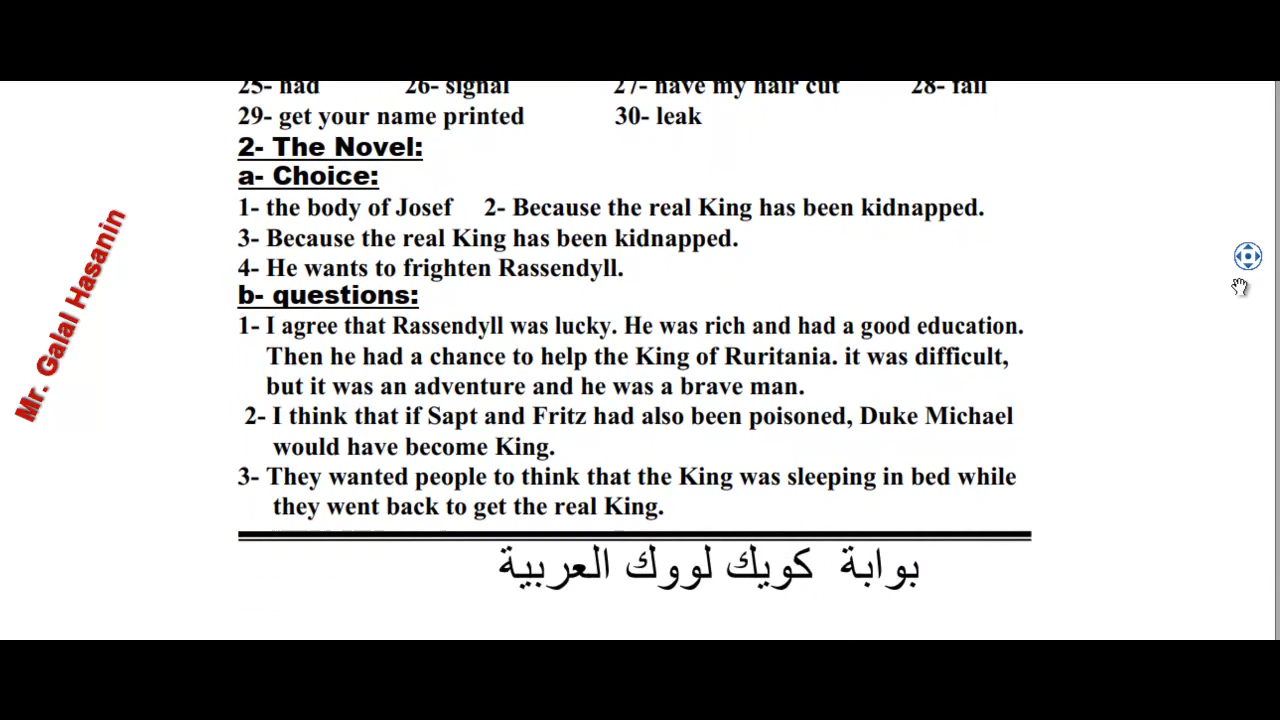 25- had 26- signal 27- have my hair cut 28- fail
29- get your name printed 30- leak
2- The Novel:
a- Choice:
1- the body of Josef 2- Because the real King has been kidnapped.
3- Because the real King has been kidnapped.
4- He wants to frighten Rassendyll.
b- questions:
1- I agree that Rassendyll was lucky. He was rich and had a good education.
Then he had a chance to help the King of Ruritania. it was difficult,
but it was an adventure and he was a brave man.
2- I think that if Sapt and Fritz had also been poisoned, Duke Michael
would have become King.
3- They wanted people to think that the King was sleeping in bed while
they went back to get the real King.
بوابة كويك لووك العربية
Mr. Galal Hasanin